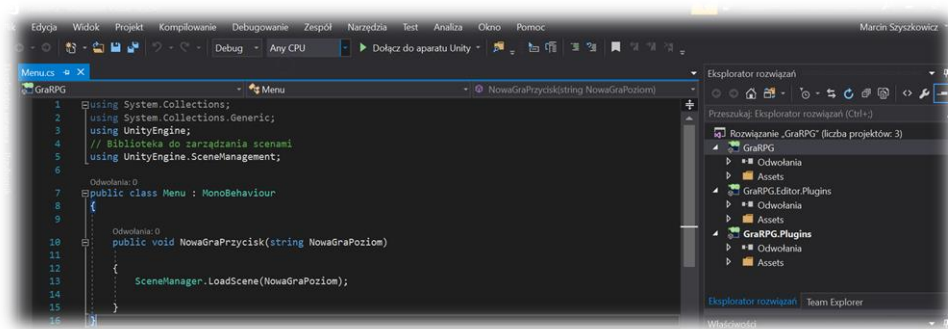 Edycja Widok Projekt Kompilowanie Debugowanie Zespół Narzędzia Test Analiza Okno Pomoc Marcin Szyszkowicz
Debug Any CPU Dołącz do aparatu Unity
Menu.cs Eksplorator rozwiązań
GraRPG Menu NowaGraPrzycisk(string NowaGraPoziom)
1 using System.Collections;
2 using System.Collections.Generic;
3 using UnityEngine;
4 // Biblioteka do zarządzania scenami
5 using UnityEngine.SceneManagement;
6
Odwołania: 0
7 public class Menu : MonoBehaviour
8 {
9
Odwołania: 0
10 public void NowaGraPrzycisk(string NowaGraPoziom)
11
12 {
13 SceneManager.LoadScene(NowaGraPoziom);
14
15 }
16 }
Przeszukaj: Eksplorator rozwiązań (Ctrl+;)
Rozwiązanie „GraRPG" (liczba projektów: 3)
GraRPG
Odwołania
Assets
GraRPG.Editor.Plugins
Odwołania
Assets
GraRPG.Plugins
Odwołania
Assets
Eksplorator rozwiązań Team Explorer
Właściwości